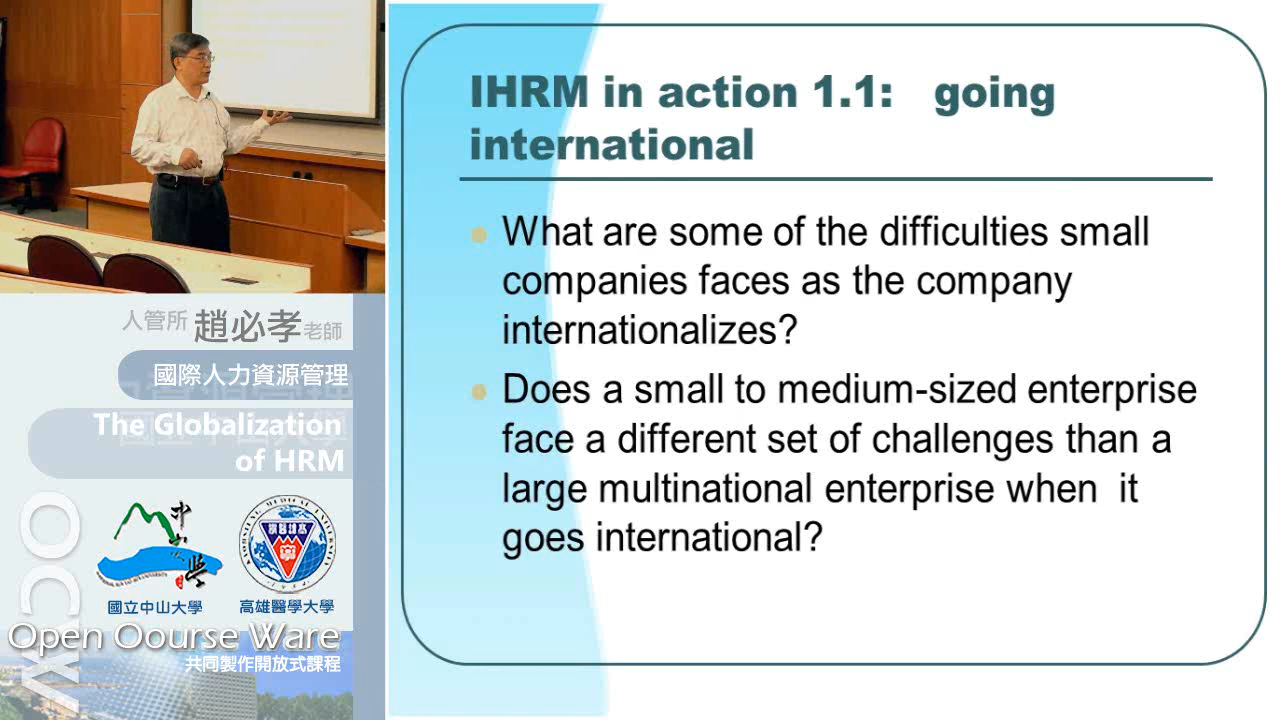 IHRM in action 1.1: going
international
What are some of the difficulties small
companies faces as the company
internationalizes?
Does a small to medium-sized enterprise
face a different set of challenges than a
large multinational enterprise when it
goes international?
人管所 趙必孝老師
國際人力資源管理
The Globalization
of HRM
OCW
國立中山大學
高雄醫學大學
Open Oourse Ware
共同製作開放式課程